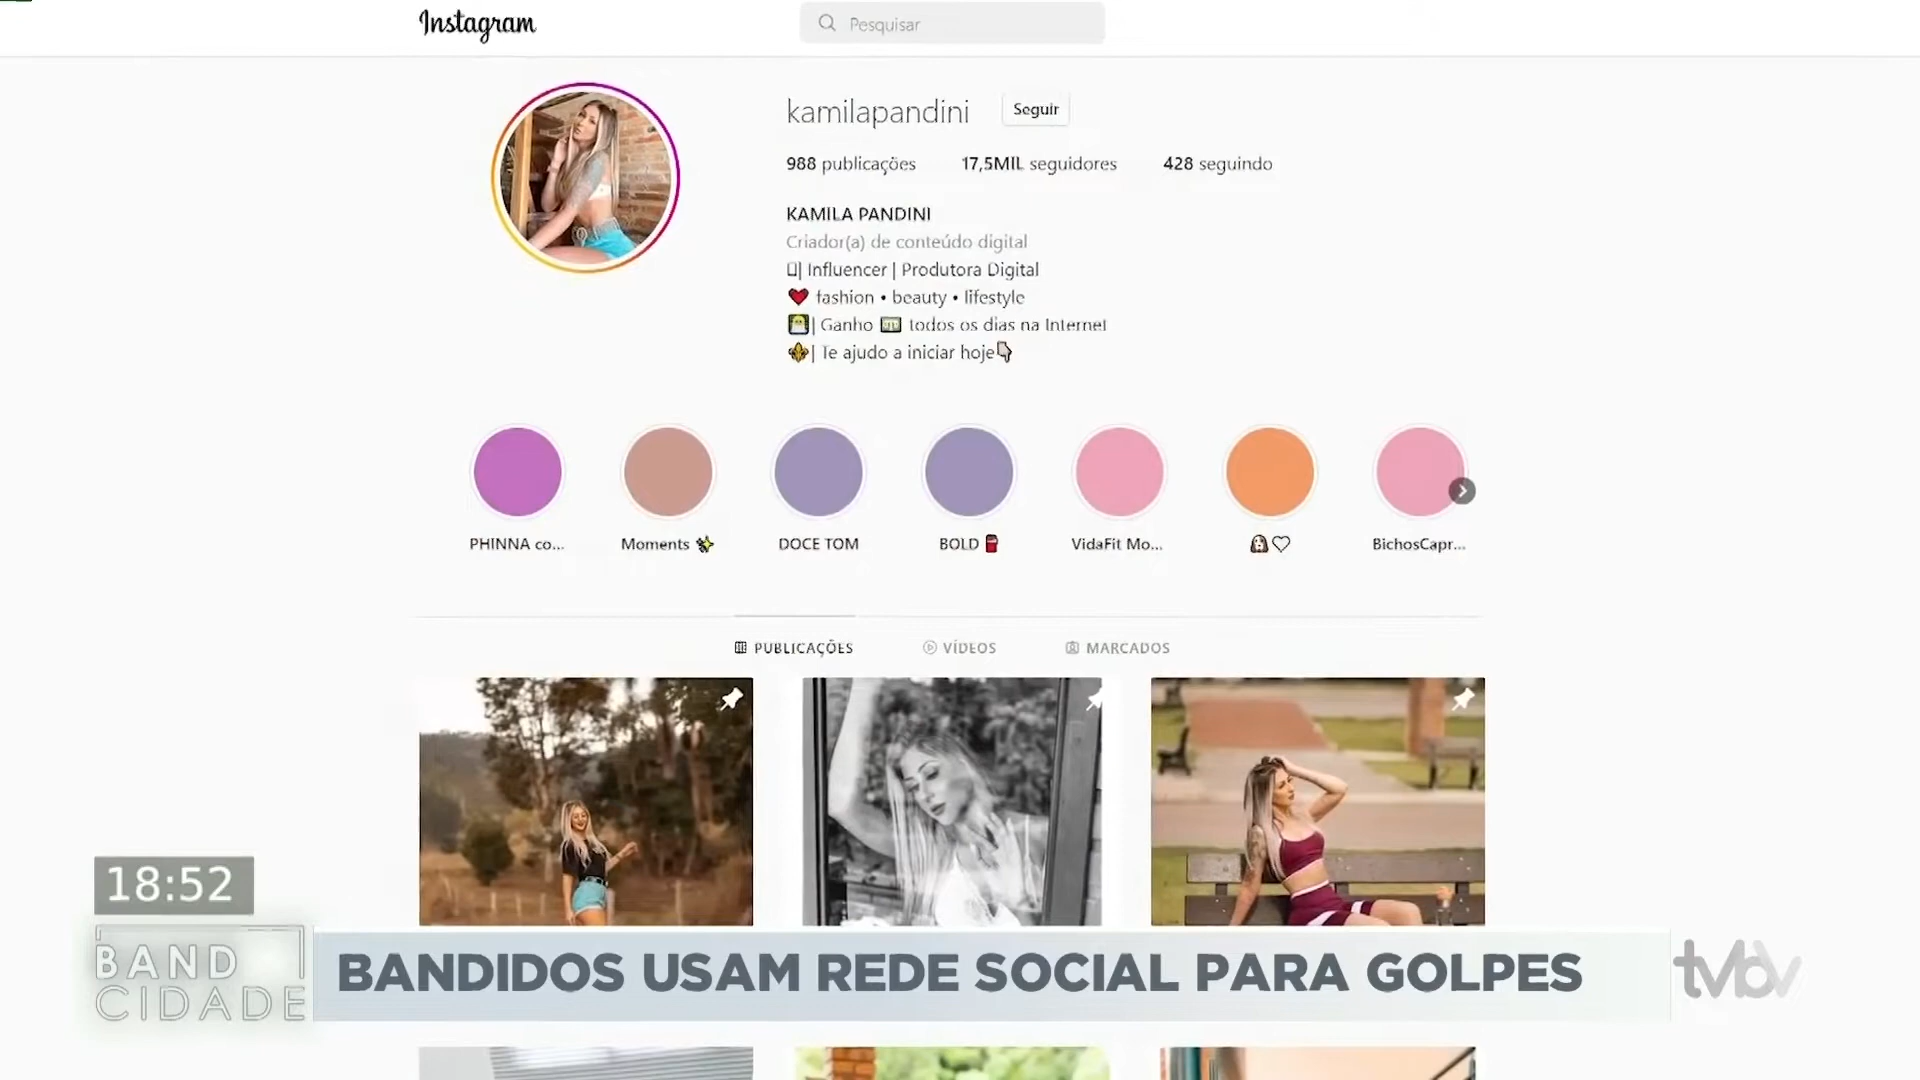 Instagram
Pesquisar
kamilapandini
Seguir
988 publicações 17,5MIL seguidores 428 seguindo
KAMILA PANDINI
Criador(a) de conteúdo digital
| Influencer | Produtora Digital
❤️ fashion • beauty • lifestyle
| Ganho 💵 todos os dias na Internet
⚜️| Te ajudo a iniciar hoje👇
PHINNA co... Moments ✨ DOCE TOM BOLD VidaFit Mo... 🐶🤍 BichosCapr...
PUBLICAÇÕES VÍDEOS MARCADOS
18:52
BAND
CIDADE
BANDIDOS USAM REDE SOCIAL PARA GOLPES
tvbv